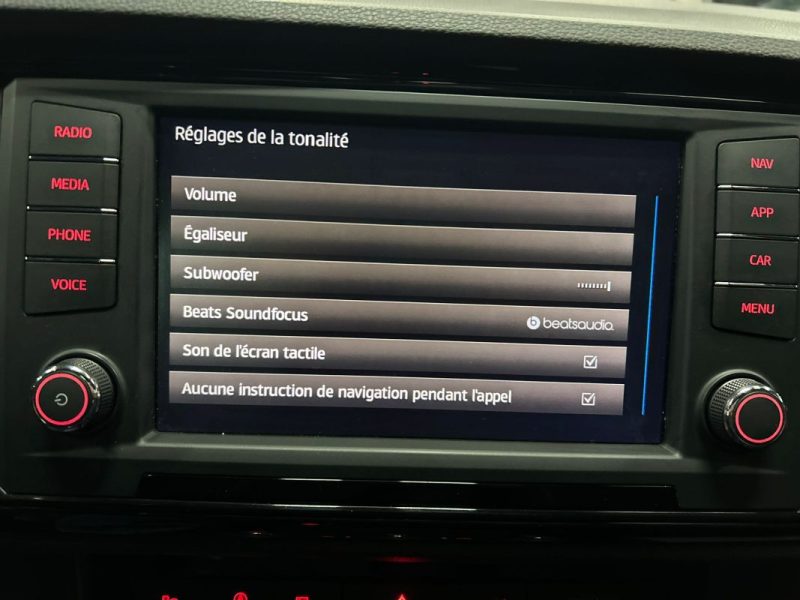 RADIO
MEDIA
PHONE
VOICE
Réglages de la tonalité
Volume
Égaliseur
Subwoofer
Beats Soundfocus
beatsaudio
Son de l'écran tactile
Aucune instruction de navigation pendant l'appel
NAV
APP
CAR
MENU